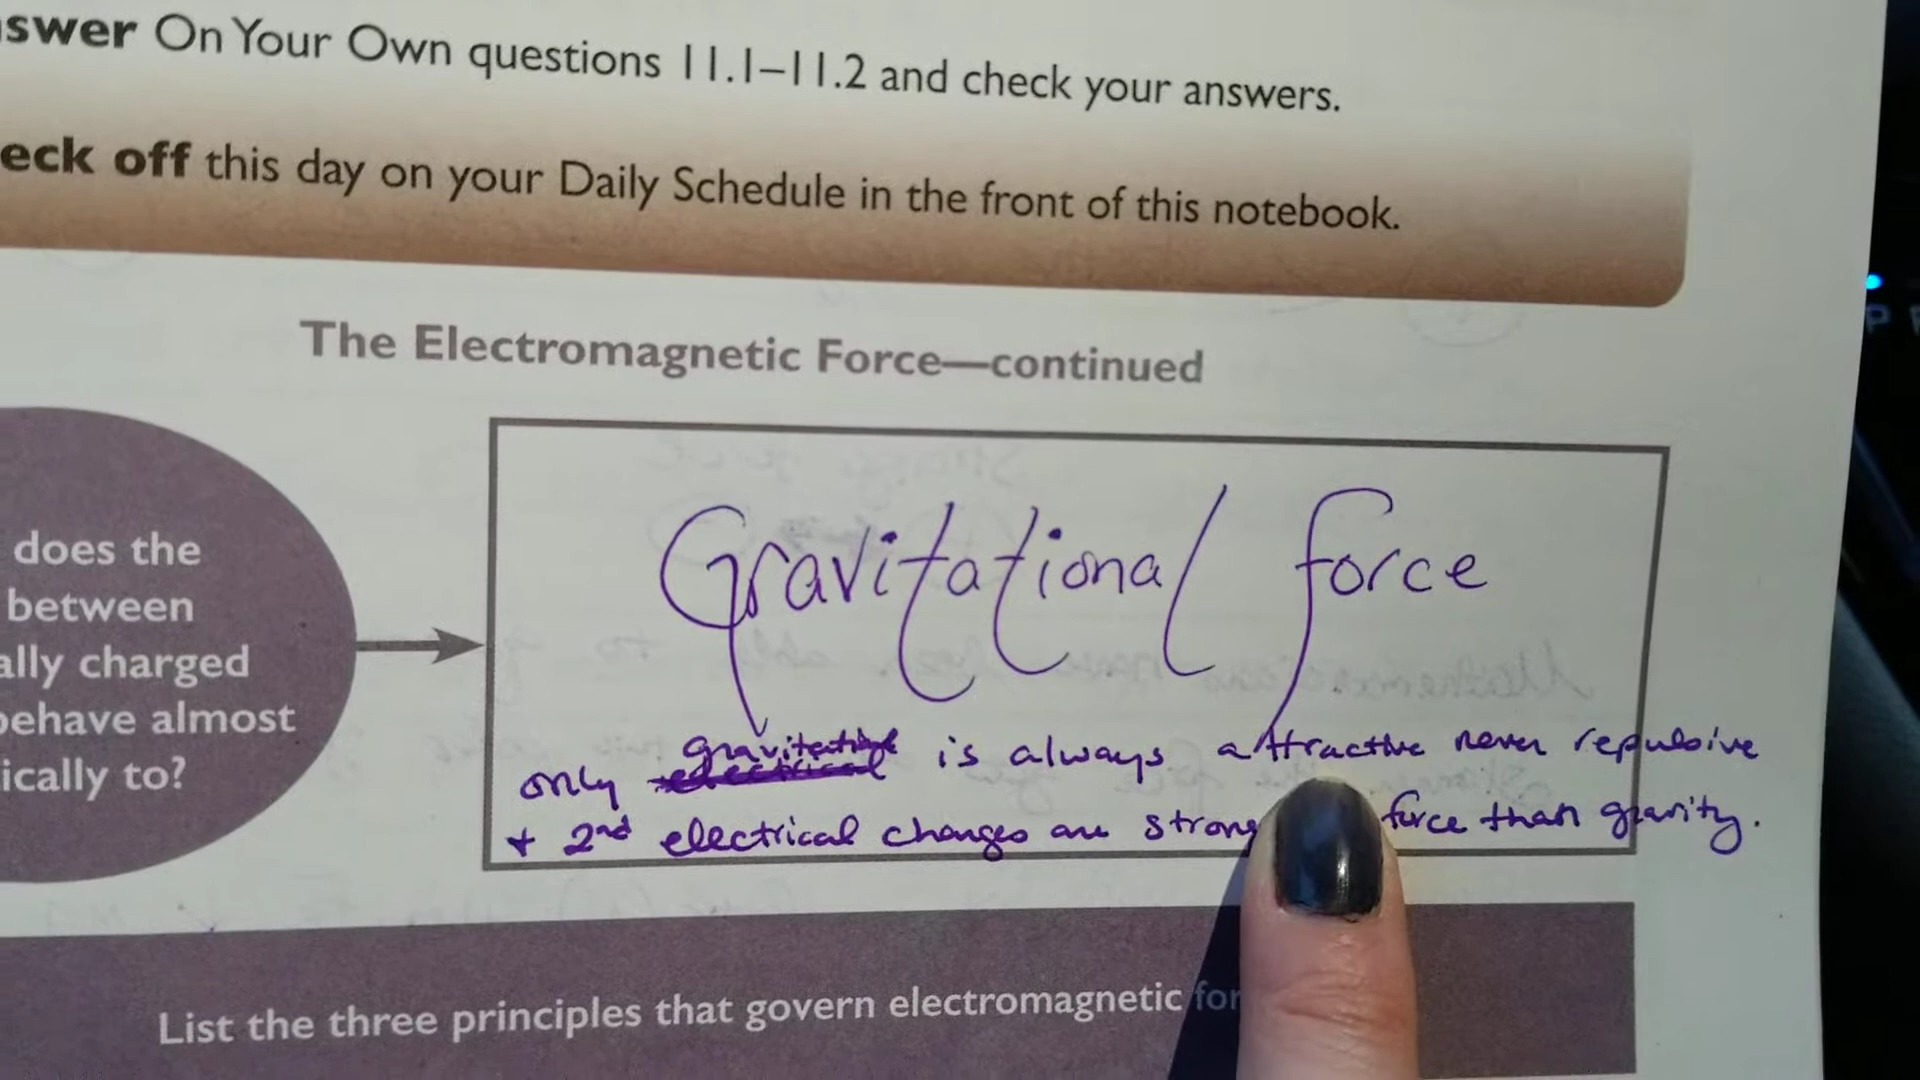 swer On Your Own questions 11.1–11.2 and check your answers.
eck off this day on your Daily Schedule in the front of this notebook.
The Electromagnetic Force—continued
does the
between
ally charged
behave almost
ically to?
Gravitational force
gravitational
only electrical is always attractive never repulsive
+ 2nd electrical changes are strong force than gravity.
List the three principles that govern electromagnetic for